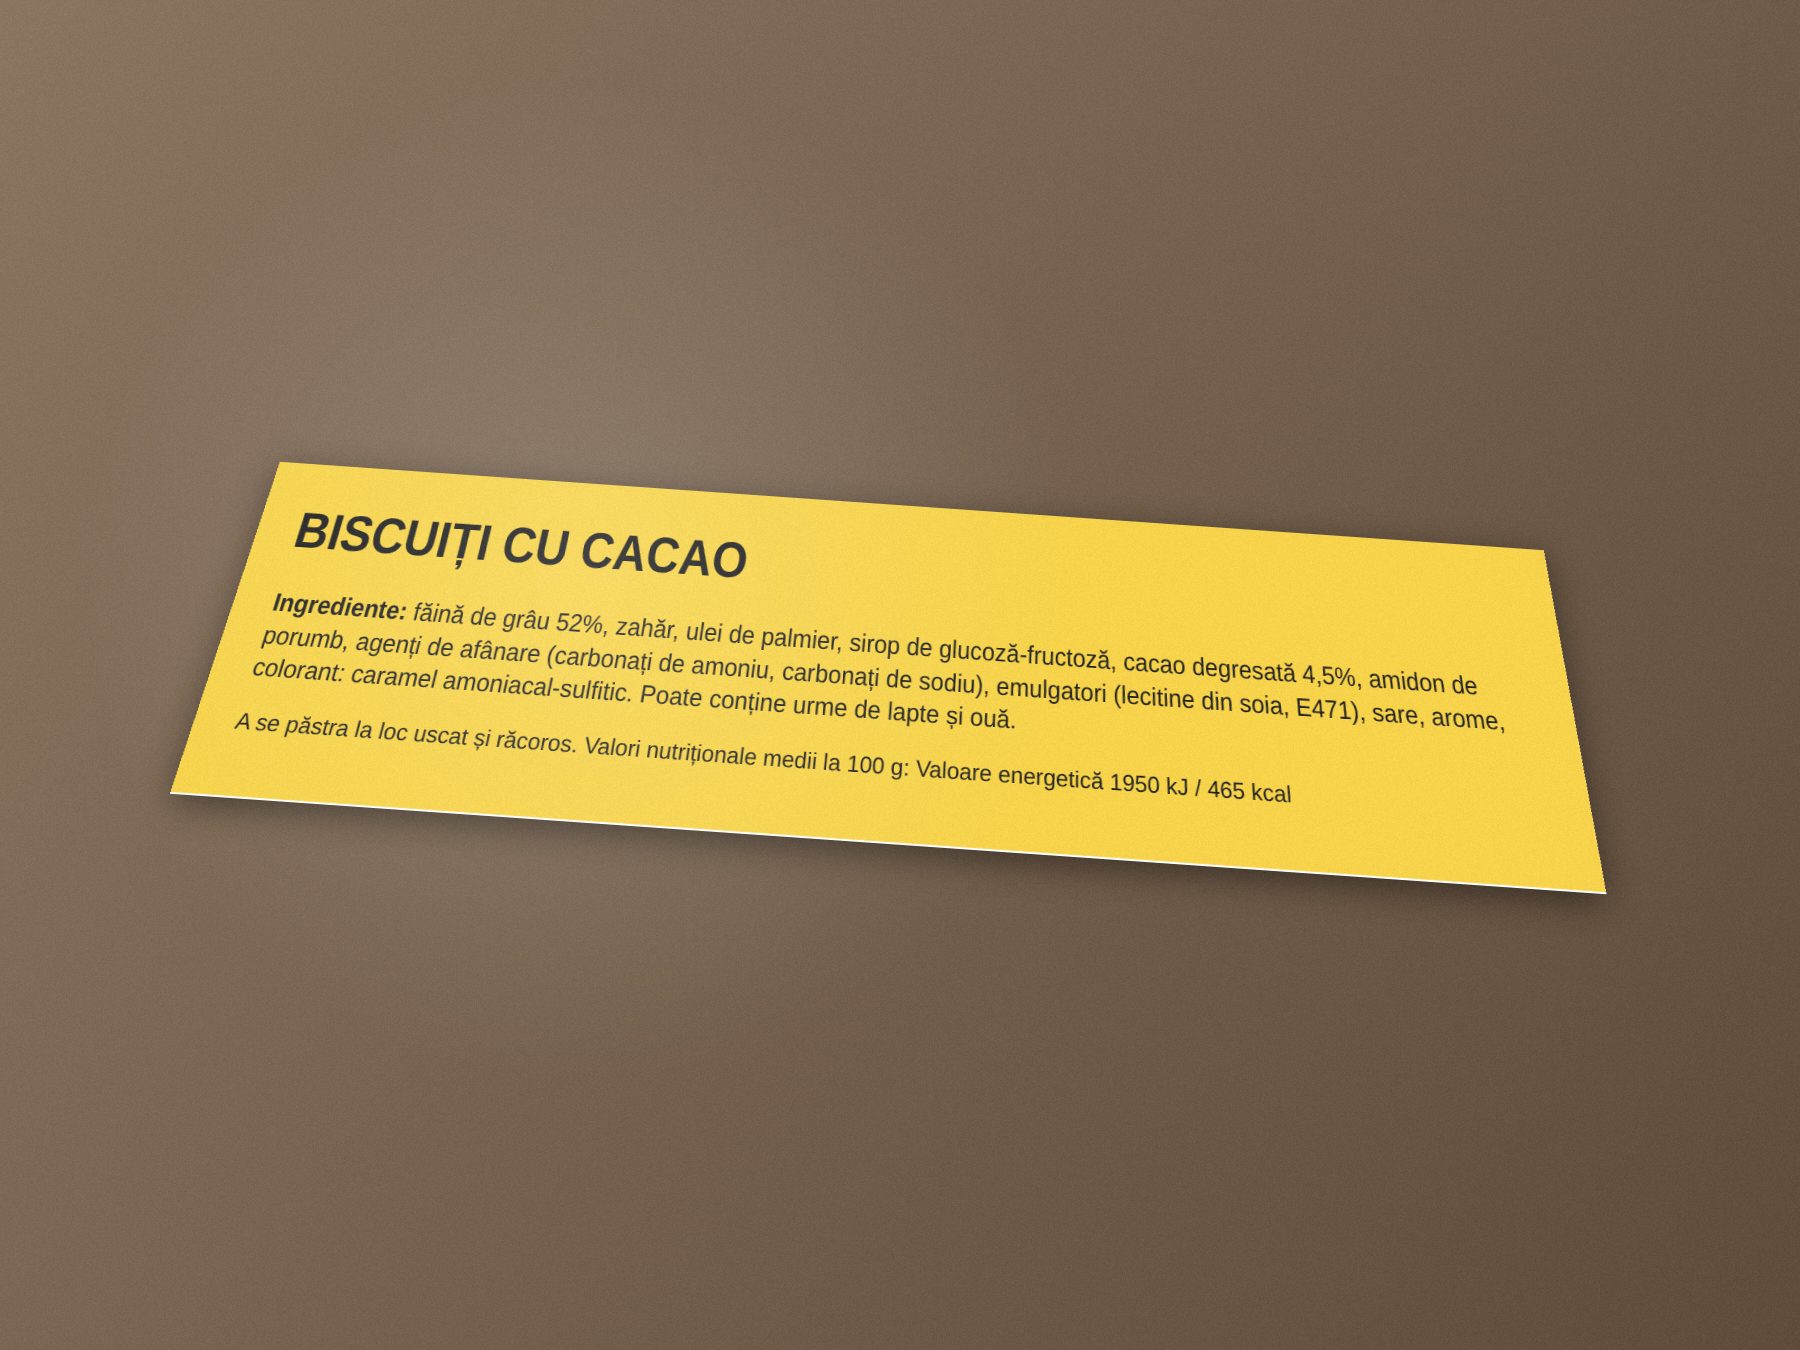 BISCUIȚI CU CACAO
Ingrediente: făină de grâu 52%, zahăr, ulei de palmier, sirop de glucoză-fructoză, cacao degresată 4,5%, amidon de
porumb, agenți de afânare (carbonați de amoniu, carbonați de sodiu), emulgatori (lecitine din soia, E471), sare, arome,
colorant: caramel amoniacal-sulfitic. Poate conține urme de lapte și ouă.
A se păstra la loc uscat și răcoros. Valori nutriționale medii la 100 g: Valoare energetică 1950 kJ / 465 kcal